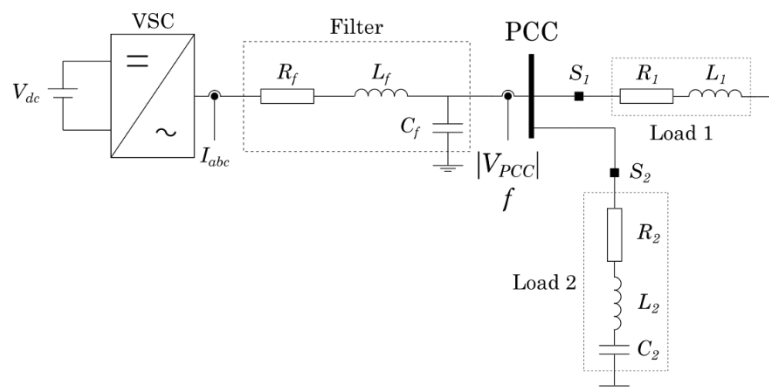 VSC
Filter
PCC
V_dc
R_f
L_f
C_f
I_abc
|V_PCC|
f
S_1
R_1
L_1
Load 1
S_2
R_2
Load 2
L_2
C_2